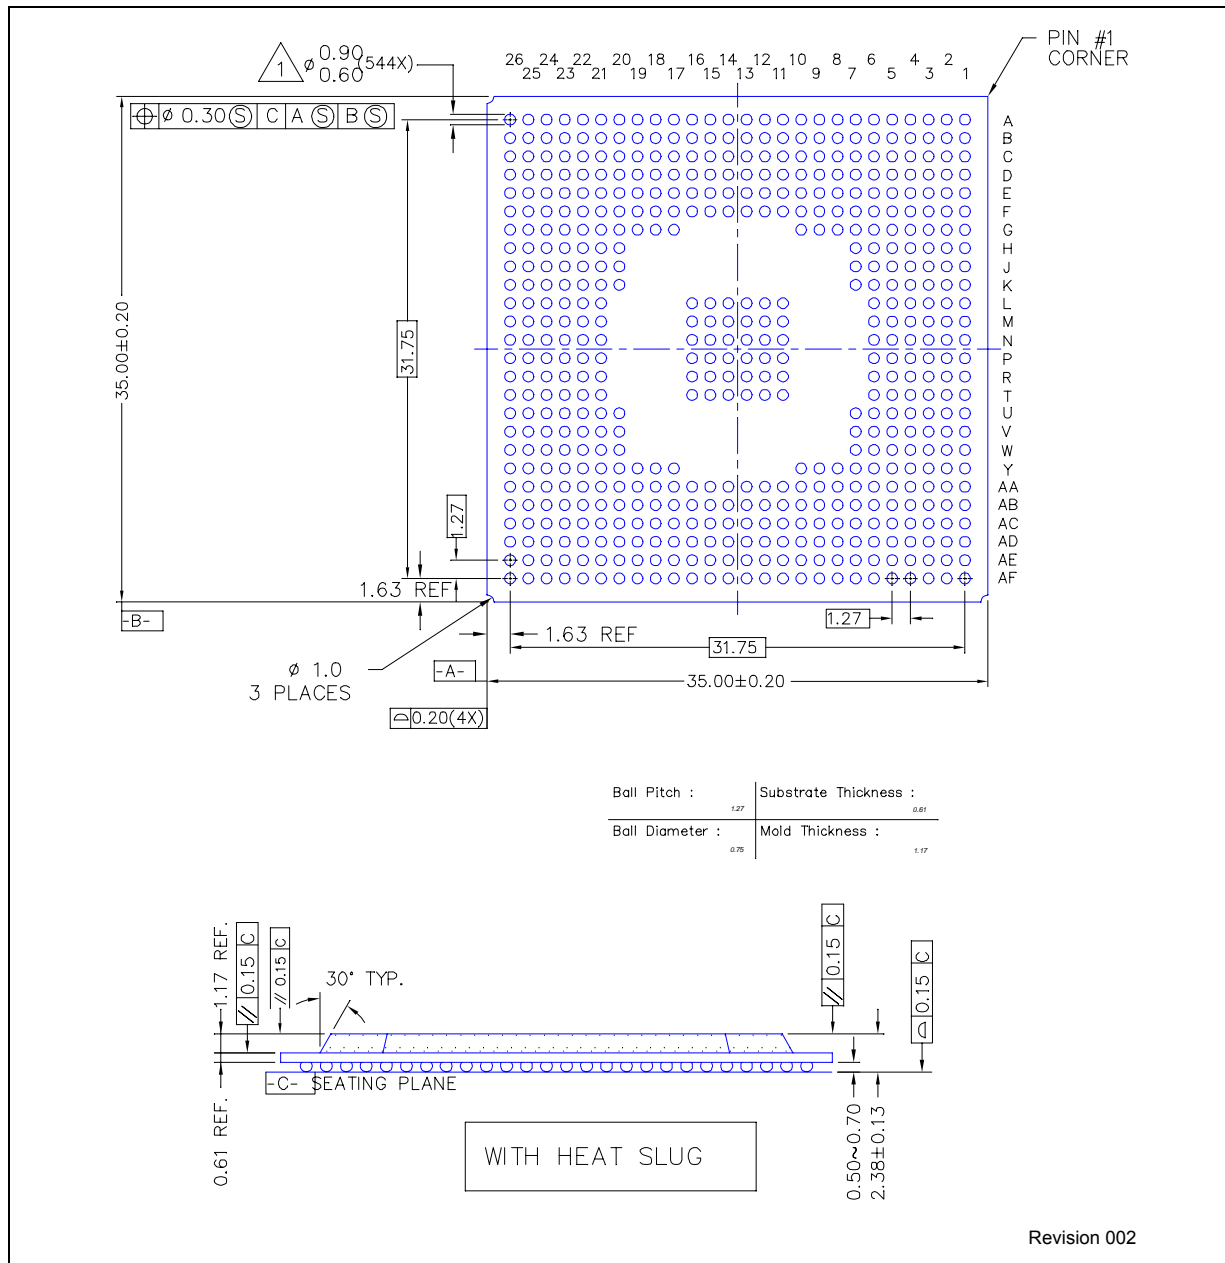 PIN #1
CORNER
1
ø 0.90
0.60 (544X)
26 24 22 20 18 16 14 12 10 8 6 4 2
25 23 21 19 17 15 13 11 9 7 5 3 1
ø 0.30 Ⓢ C A Ⓢ B Ⓢ
A
B
C
D
E
F
G
H
J
K
L
M
N
P
R
T
U
V
W
Y
AA
AB
AC
AD
AE
AF
35.00±0.20
31.75
1.27
1.63 REF
-B-
1.27
1.63 REF
31.75
-A-
35.00±0.20
ø 1.0
3 PLACES
0.20(4X)
Ball Pitch : 1.27
Substrate Thickness : 0.61
Ball Diameter : 0.75
Mold Thickness : 1.17
1.17 REF.
// 0.15 C
// 0.15 C
30° TYP.
// 0.15 C
0.15 C
-C- SEATING PLANE
0.61 REF.
0.50~0.70
2.38±0.13
WITH HEAT SLUG
Revision 002